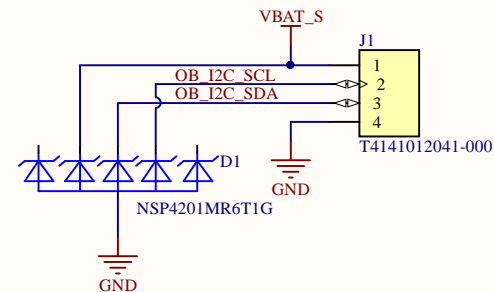 VBAT_S
J1
OB_I2C_SCL
OB_I2C_SDA
1
2
3
4
T4141012041-000
D1
GND
NSP4201MR6T1G
GND